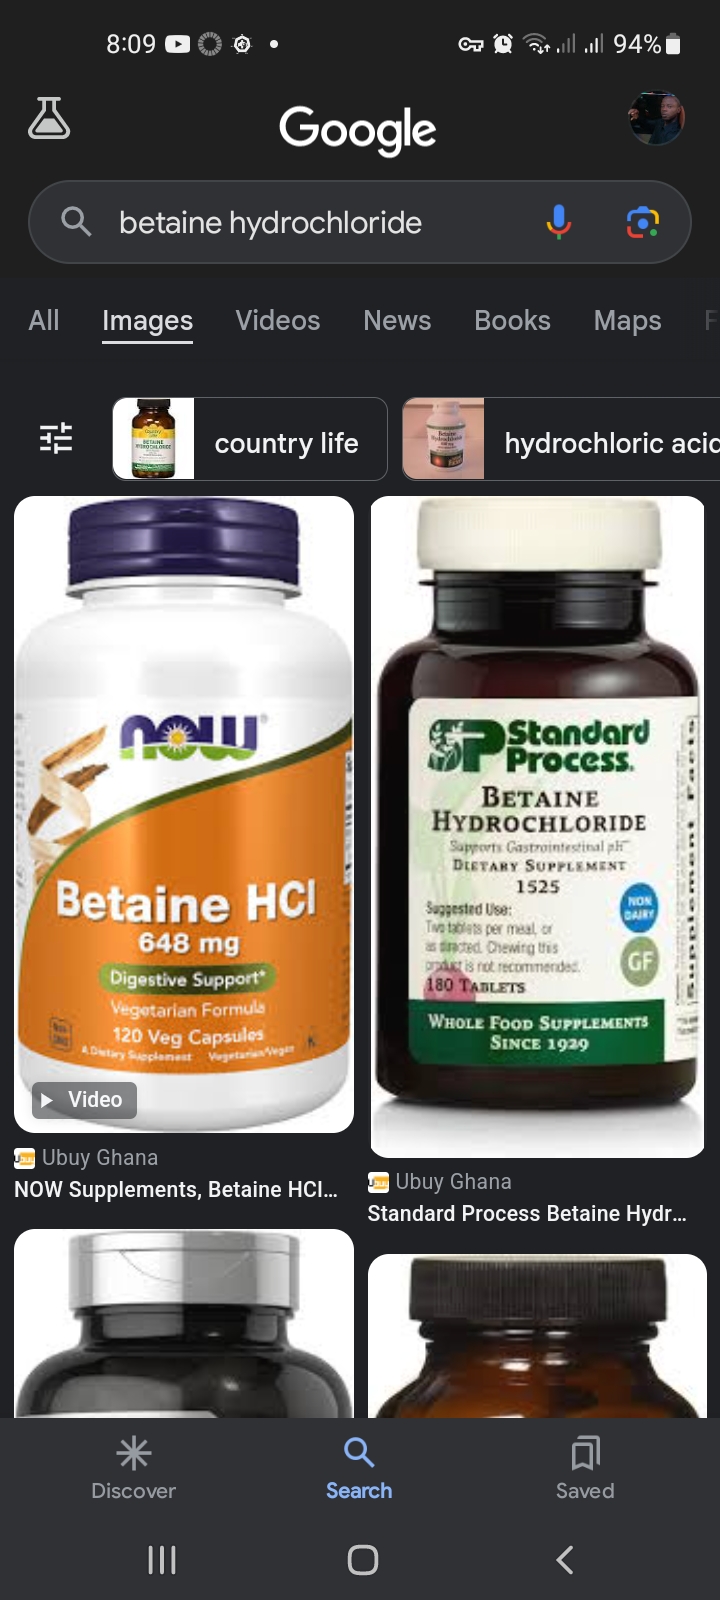 8:09
94%
Google
betaine hydrochloride
All Images Videos News Books Maps F
country life
hydrochloric acid
now
Betaine HCl
648 mg
Digestive Support*
Vegetarian Formula
120 Veg Capsules
A Dietary Supplement Vegetarian/Vegan
Video
Ubuy Ghana
NOW Supplements, Betaine HCl...
SP Standard
Process.
BETAINE
HYDROCHLORIDE
Supports Gastrointestinal pH
DIETARY SUPPLEMENT
1525
Suggested Use:
Two tablets per meal, or
as directed. Chewing this
product is not recommended.
180 TABLETS
NON
DAIRY
GF
Supplement Facts
WHOLE FOOD SUPPLEMENTS
SINCE 1929
Ubuy Ghana
Standard Process Betaine Hydr...
Discover
Search
Saved